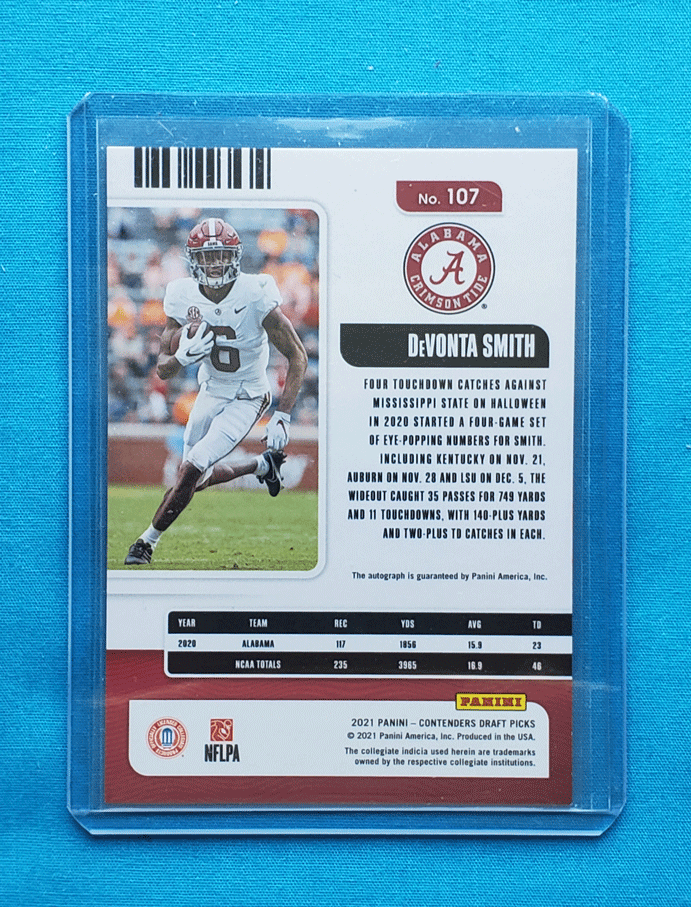 No. 107
ALABAMA
A
CRIMSON TIDE
®
DeVONTA SMITH
6
FOUR TOUCHDOWN CATCHES AGAINST
MISSISSIPPI STATE ON HALLOWEEN
IN 2020 STARTED A FOUR-GAME SET
OF EYE-POPPING NUMBERS FOR SMITH.
INCLUDING KENTUCKY ON NOV. 21,
AUBURN ON NOV. 28 AND LSU ON DEC. 5, THE
WIDEOUT CAUGHT 35 PASSES FOR 749 YARDS
AND 11 TOUCHDOWNS, WITH 140-PLUS YARDS
AND TWO-PLUS TD CATCHES IN EACH.
The autograph is guaranteed by Panini America, Inc.
YEAR TEAM REC YDS AVG TD
2020 ALABAMA 117 1856 15.9 23
NCAA TOTALS 235 3965 16.9 46
PANINI
2021 PANINI – CONTENDERS DRAFT PICKS
© 2021 Panini America, Inc. Produced in the USA.
The collegiate indicia used herein are trademarks
owned by the respective collegiate institutions.
NFLPA